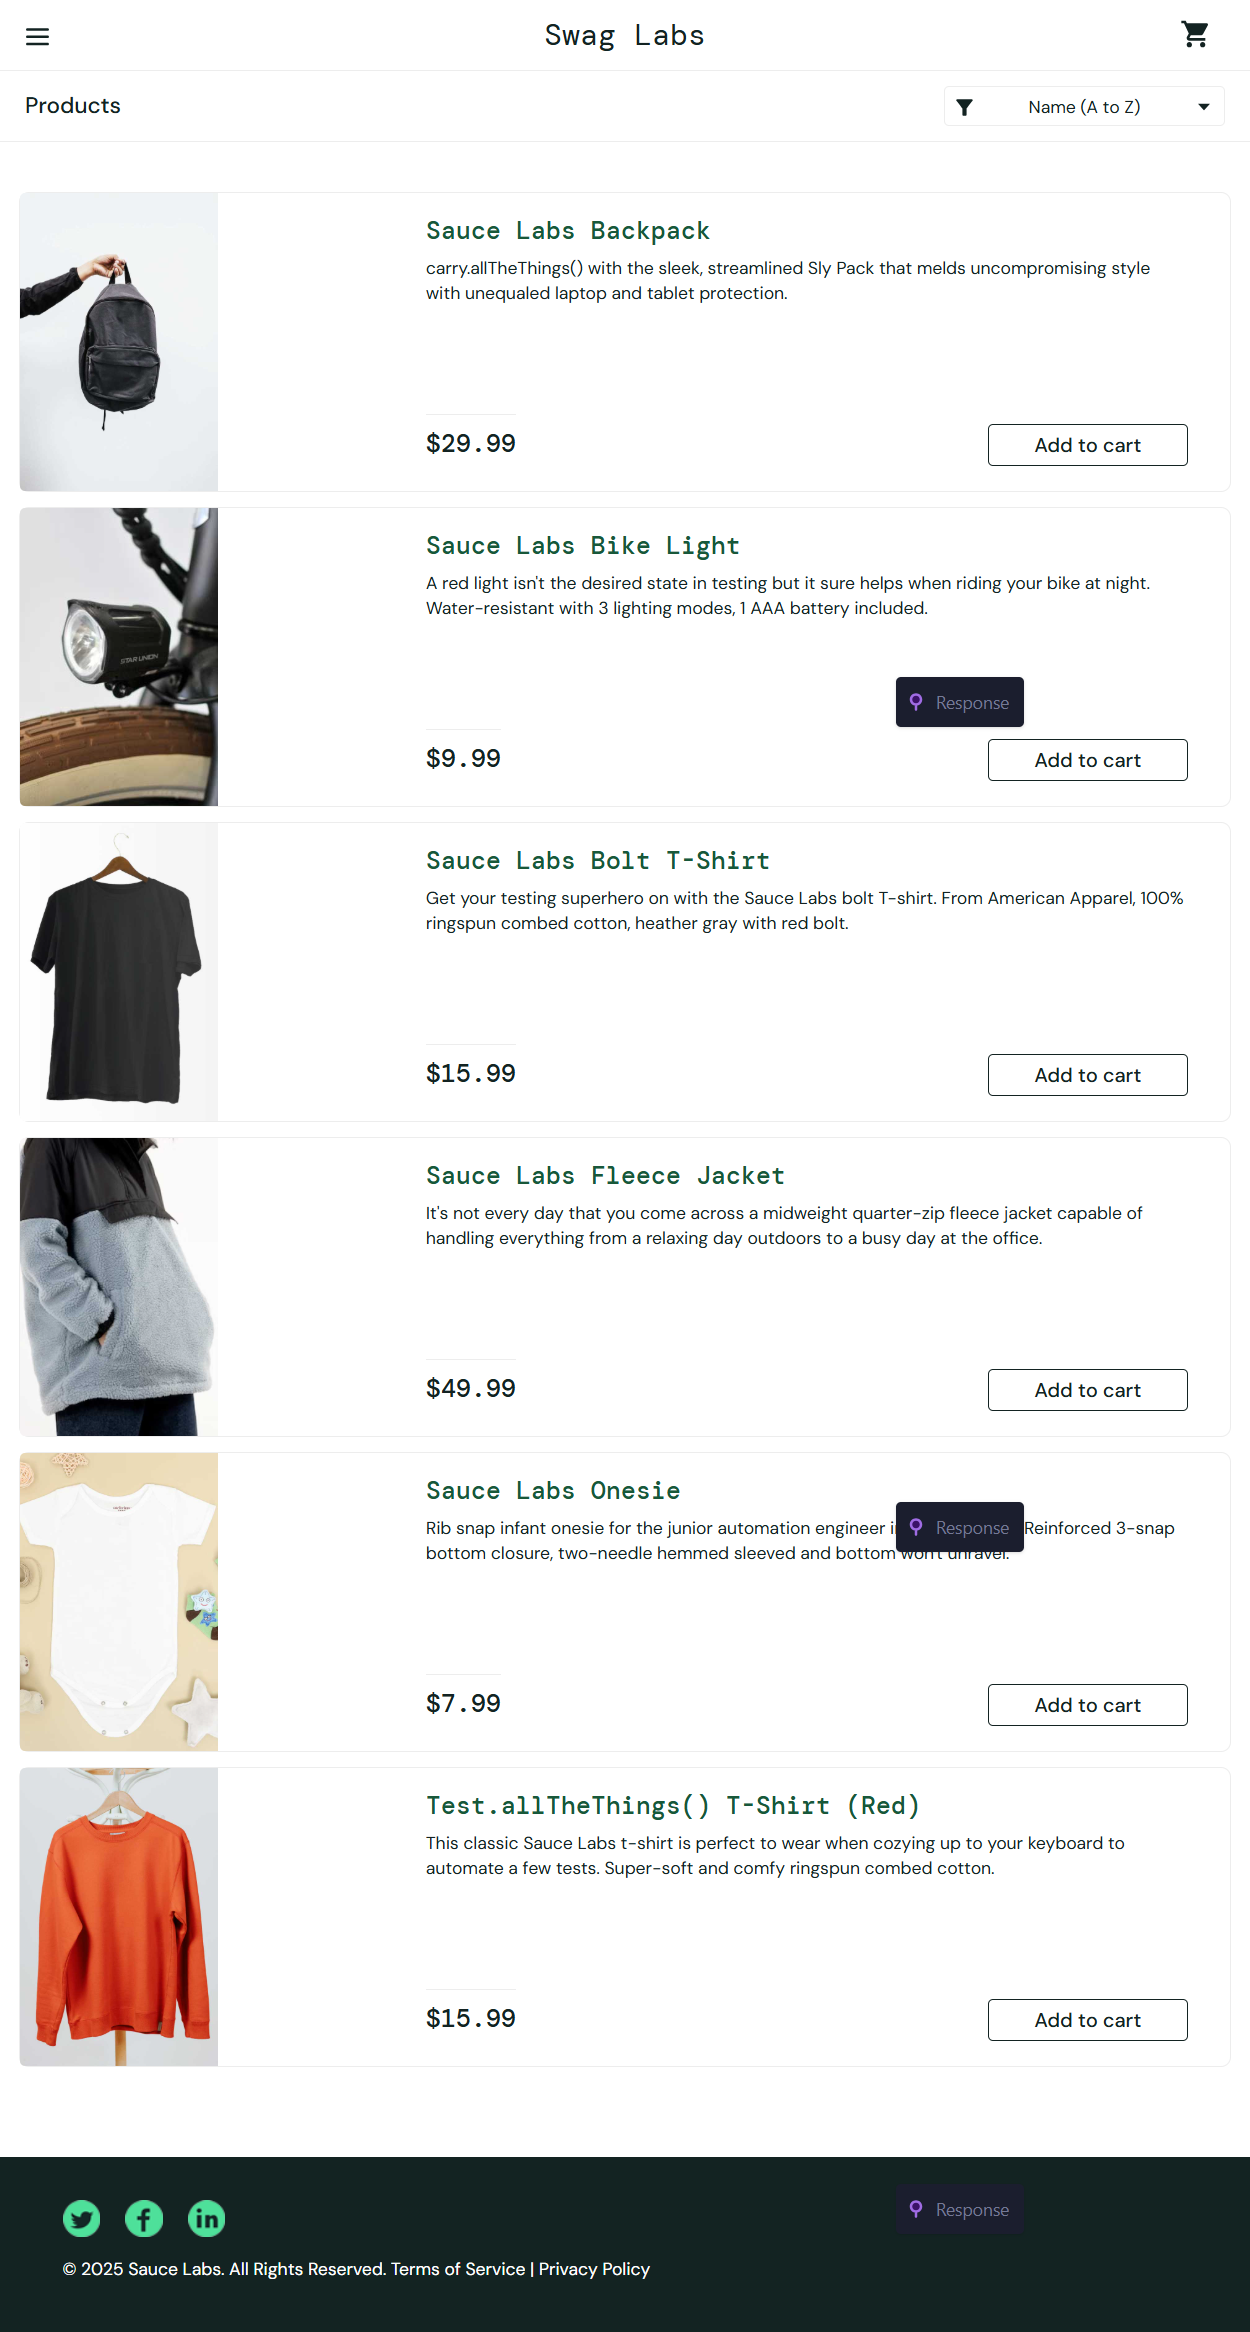 Swag Labs
Products
Name (A to Z)
Sauce Labs Backpack
carry.allTheThings() with the sleek, streamlined Sly Pack that melds uncompromising style
with unequaled laptop and tablet protection.
$29.99
Add to cart
Sauce Labs Bike Light
A red light isn't the desired state in testing but it sure helps when riding your bike at night.
Water-resistant with 3 lighting modes, 1 AAA battery included.
STAR UNION
Response
$9.99
Add to cart
Sauce Labs Bolt T-Shirt
Get your testing superhero on with the Sauce Labs bolt T-shirt. From American Apparel, 100%
ringspun combed cotton, heather gray with red bolt.
$15.99
Add to cart
Sauce Labs Fleece Jacket
It's not every day that you come across a midweight quarter-zip fleece jacket capable of
handling everything from a relaxing day outdoors to a busy day at the office.
$49.99
Add to cart
Sauce Labs Onesie
Rib snap infant onesie for the junior automation engineer Response Reinforced 3-snap
bottom closure, two-needle hemmed sleeved and bottom won't unravel.
$7.99
Add to cart
Test.allTheThings() T-Shirt (Red)
This classic Sauce Labs t-shirt is perfect to wear when cozying up to your keyboard to
automate a few tests. Super-soft and comfy ringspun combed cotton.
$15.99
Add to cart
Response
© 2025 Sauce Labs. All Rights Reserved. Terms of Service | Privacy Policy